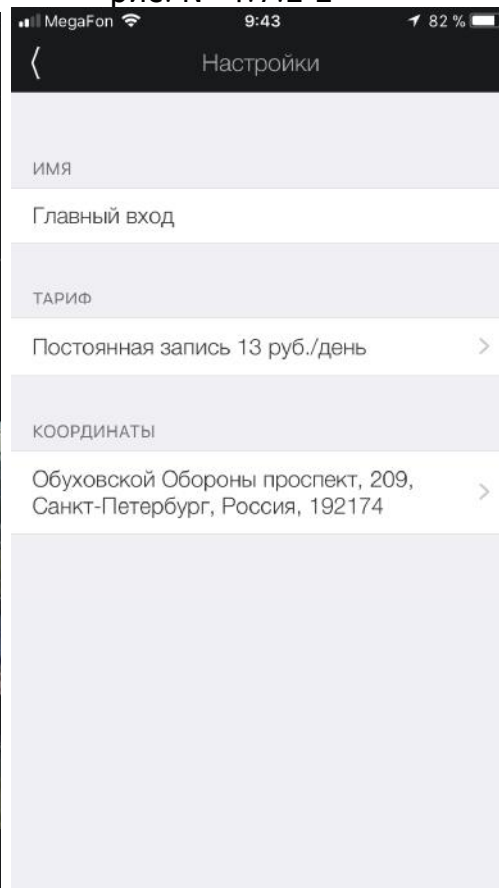 MegaFon 9:43 82 %
Настройки
ИМЯ
Главный вход
ТАРИФ
Постоянная запись 13 руб./день
КООРДИНАТЫ
Обуховской Обороны проспект, 209,
Санкт-Петербург, Россия, 192174